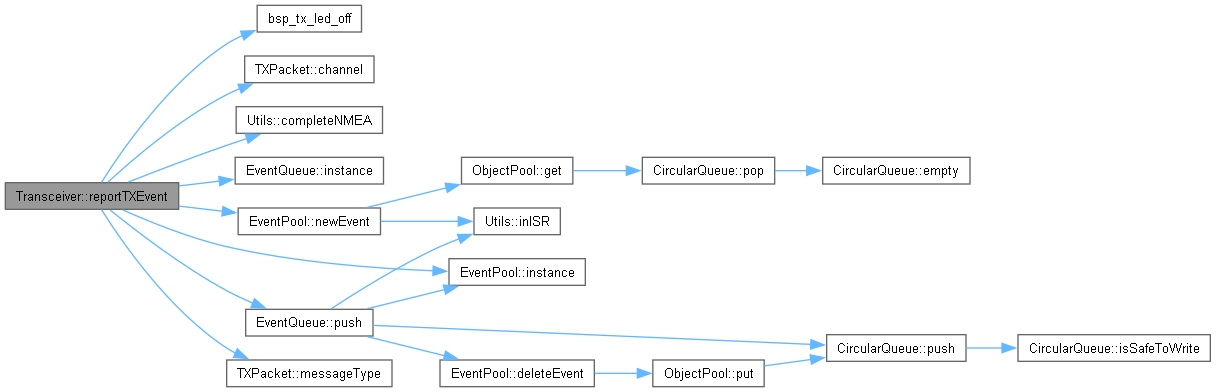 bsp_tx_led_off
TXPacket::channel
Utils::completeNMEA
EventQueue::instance
ObjectPool::get
CircularQueue::pop
CircularQueue::empty
Transceiver::reportTXEvent
EventPool::newEvent
Utils::inISR
EventPool::instance
EventQueue::push
CircularQueue::push
CircularQueue::isSafeToWrite
TXPacket::messageType
EventPool::deleteEvent
ObjectPool::put